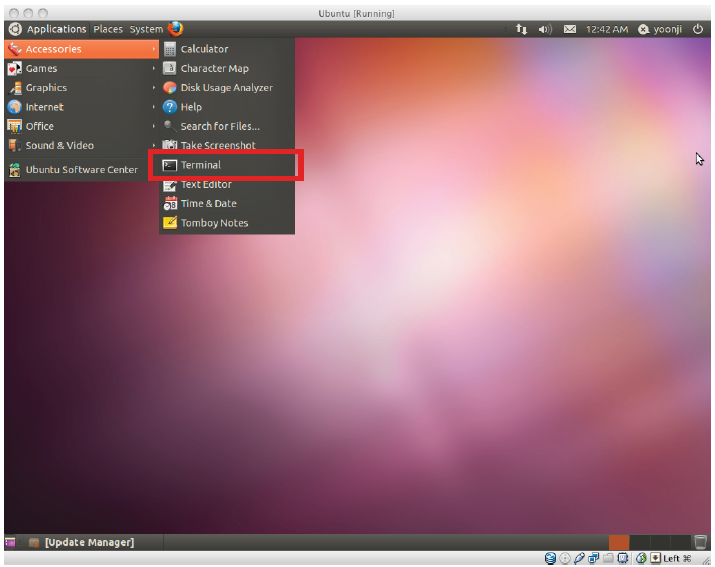 Ubuntu [Running]
Applications Places System 12:42 AM yoonji
Accessories
Games
Graphics
Internet
Office
Sound & Video
Ubuntu Software Center
Calculator
Character Map
Disk Usage Analyzer
Help
Search for Files...
Take Screenshot
Terminal
Text Editor
Time & Date
Tomboy Notes
[Update Manager]
Left ⌘